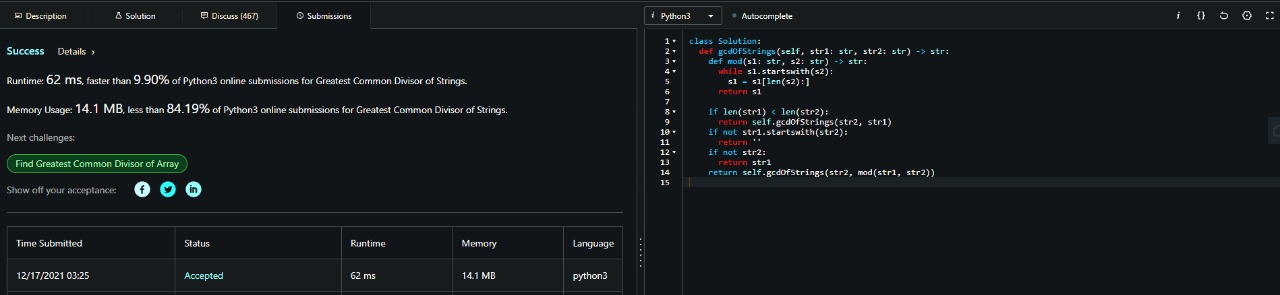 Description Solution Discuss (467) Submissions
Success Details ›
Runtime: 62 ms, faster than 9.90% of Python3 online submissions for Greatest Common Divisor of Strings.
Memory Usage: 14.1 MB, less than 84.19% of Python3 online submissions for Greatest Common Divisor of Strings.
Next challenges:
Find Greatest Common Divisor of Array
Show off your acceptance:
Time Submitted Status Runtime Memory Language
12/17/2021 03:25 Accepted 62 ms 14.1 MB python3
i Python3 Autocomplete i {}
1 class Solution:
2 def gcdOfStrings(self, str1: str, str2: str) -> str:
3 def mod(s1: str, s2: str) -> str:
4 while s1.startswith(s2):
5 s1 = s1[len(s2):]
6 return s1
7
8 if len(str1) < len(str2):
9 return self.gcdOfStrings(str2, str1)
10 if not str1.startswith(str2):
11 return ''
12 if not str2:
13 return str1
14 return self.gcdOfStrings(str2, mod(str1, str2))
15